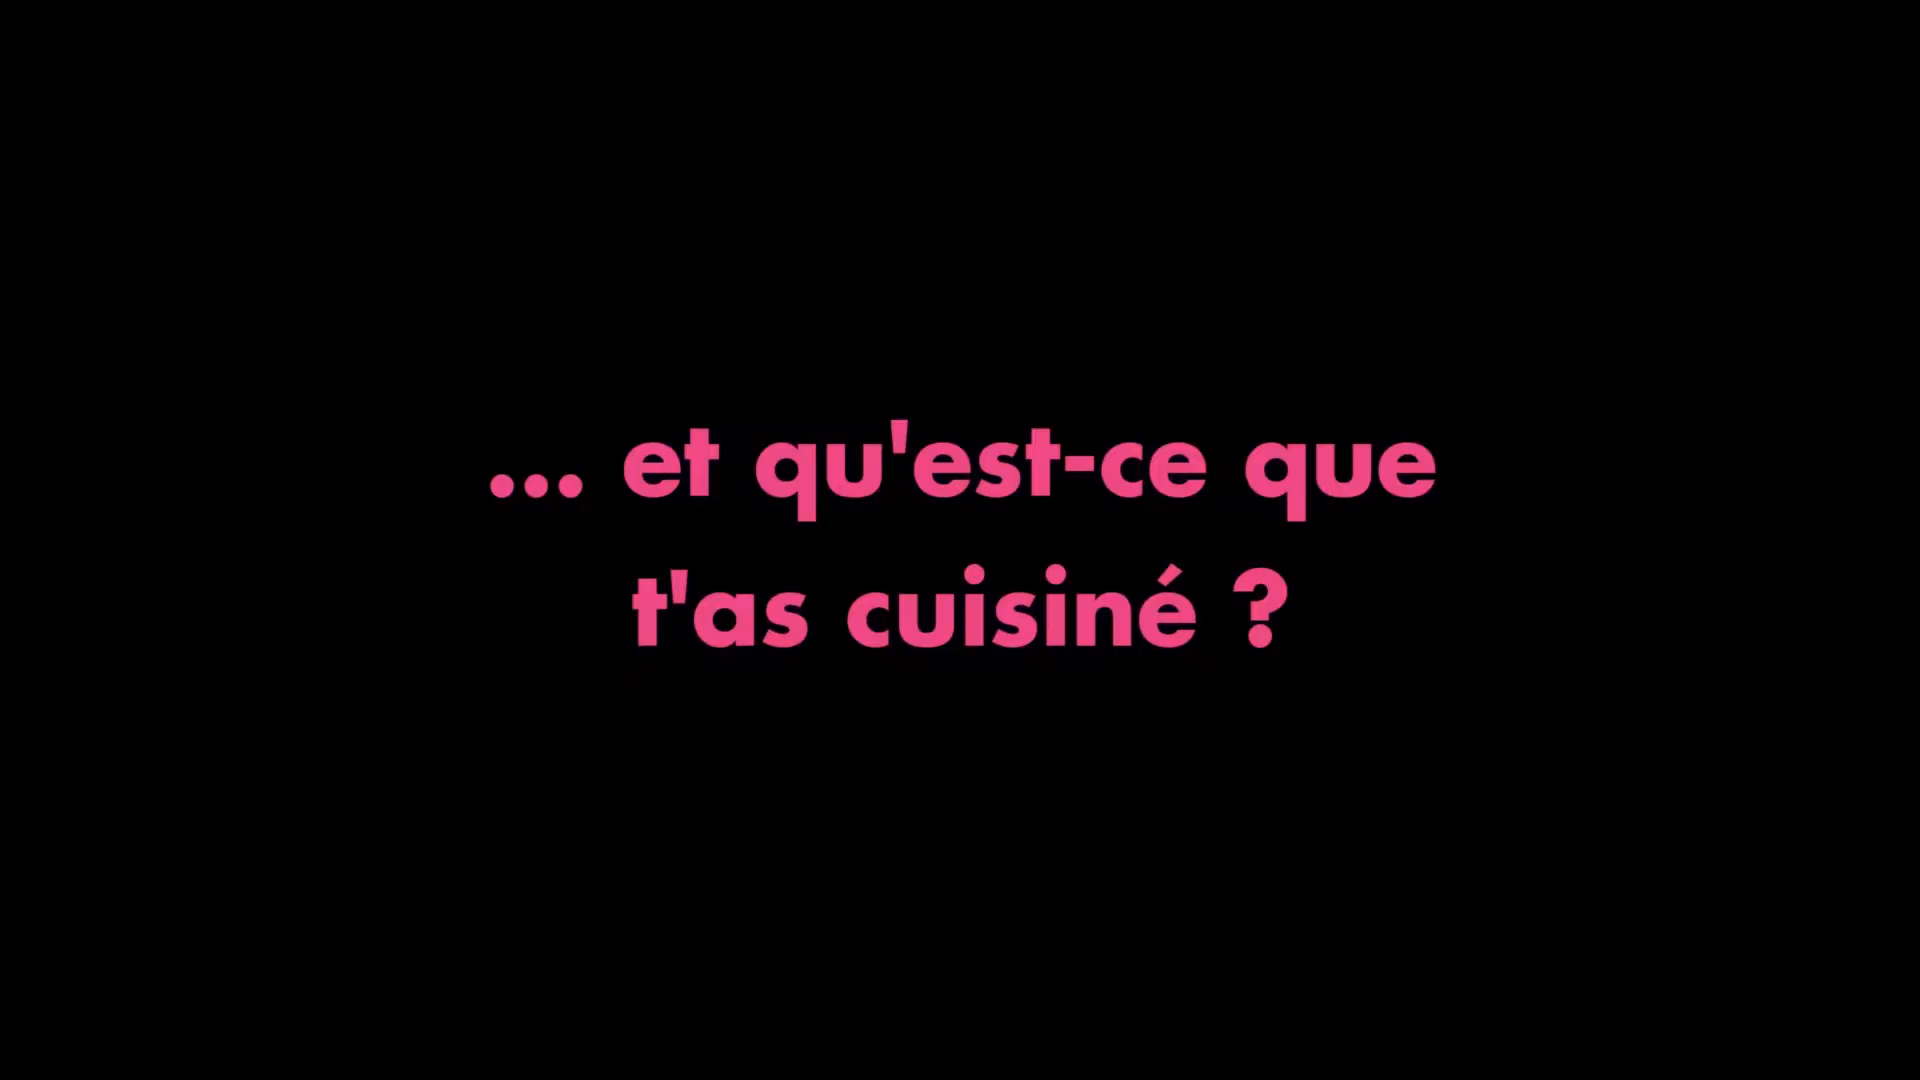 ... et qu'est-ce que
t'as cuisiné ?